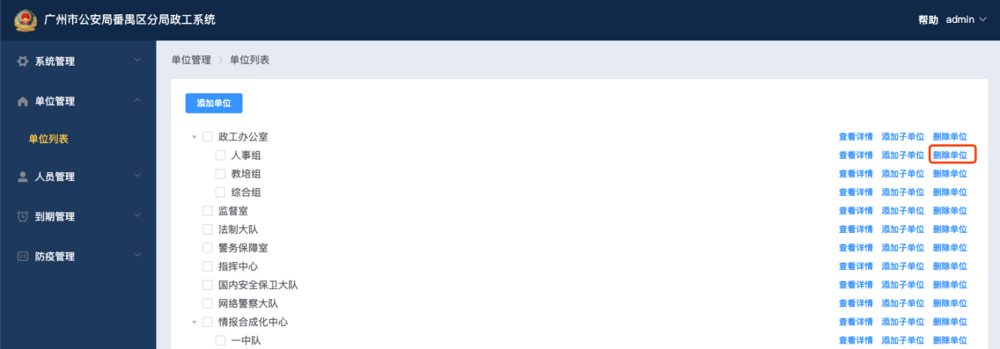 广州市公安局番禺区分局政工系统
帮助 admin
系统管理
单位管理
单位列表
人员管理
到期管理
防疫管理
单位管理 > 单位列表
添加单位
政工办公室 查看详情 添加子单位 删除单位
人事组 查看详情 添加子单位 删除单位
教培组 查看详情 添加子单位 删除单位
综合组 查看详情 添加子单位 删除单位
监督室 查看详情 添加子单位 删除单位
法制大队 查看详情 添加子单位 删除单位
警务保障室 查看详情 添加子单位 删除单位
指挥中心 查看详情 添加子单位 删除单位
国内安全保卫大队 查看详情 添加子单位 删除单位
网络警察大队 查看详情 添加子单位 删除单位
情报合成化中心 查看详情 添加子单位 删除单位
一中队 查看详情 添加子单位 删除单位